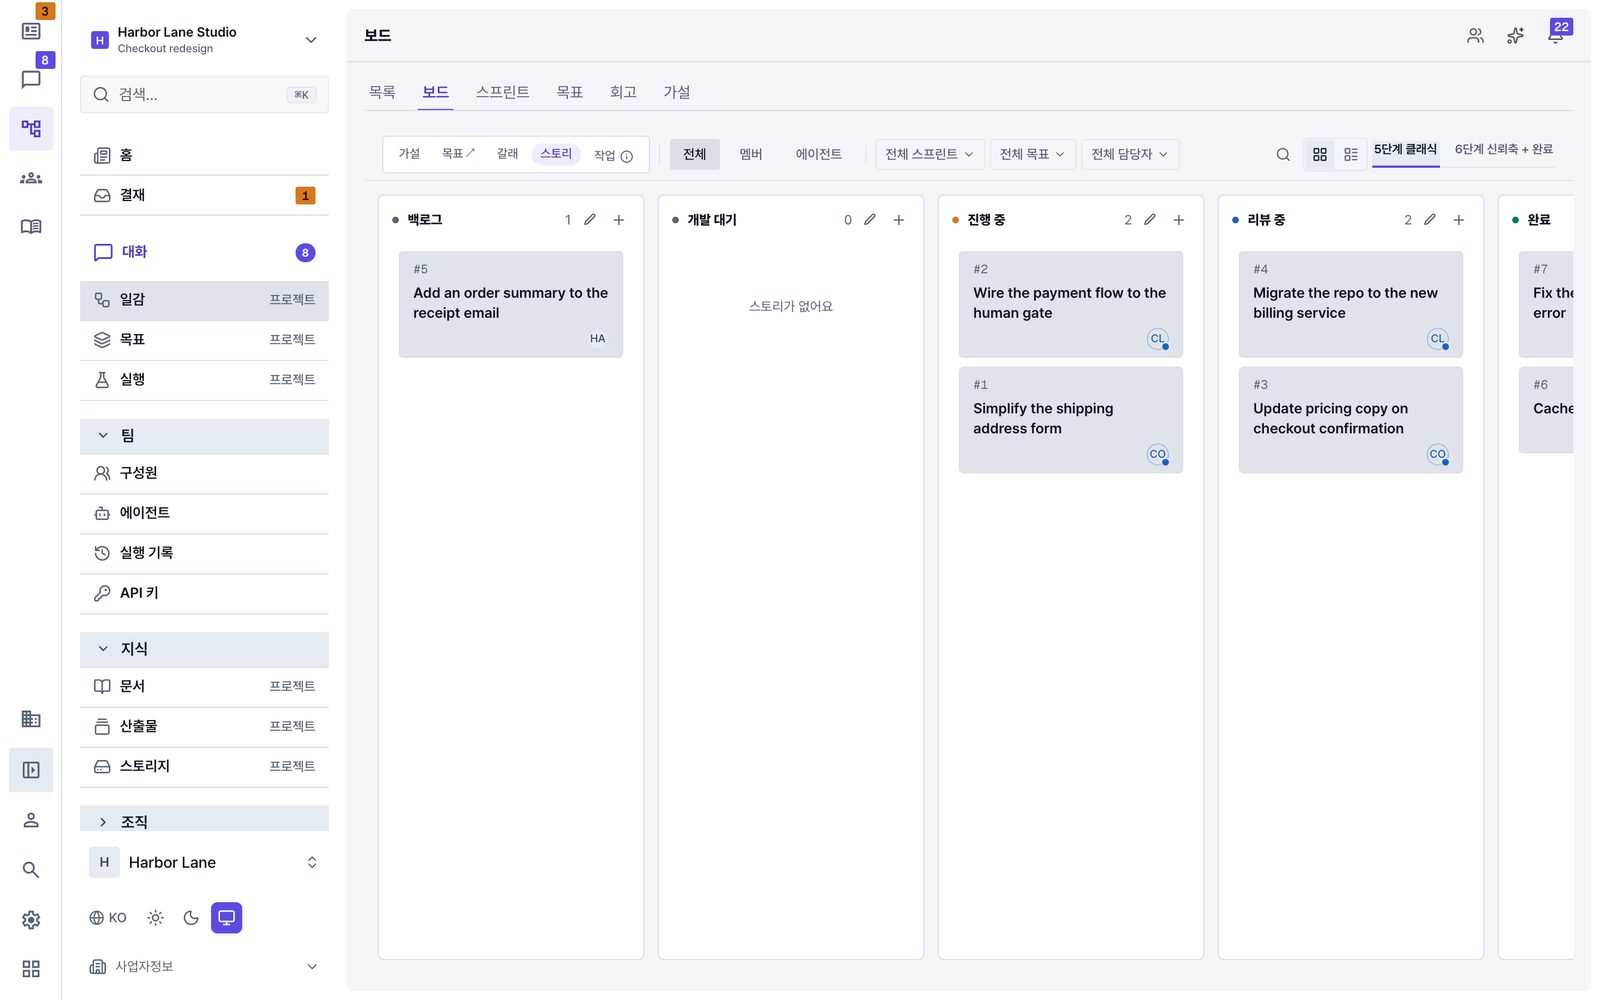 3
8
H
Harbor Lane Studio
Checkout redesign
검색...
⌘K
홈
결재
1
대화
8
일감
프로젝트
목표
프로젝트
실행
프로젝트
팀
구성원
에이전트
실행 기록
API 키
지식
문서
프로젝트
산출물
프로젝트
스토리지
프로젝트
조직
H
Harbor Lane
KO
사업자정보
보드
22
목록
보드
스프린트
목표
회고
가설
가설
목표↗
갈래
스토리
작업
전체
멤버
에이전트
전체 스프린트
전체 목표
전체 담당자
5단계 클래식
6단계 신뢰축 + 완료
백로그
1
#5
Add an order summary to the
receipt email
HA
개발 대기
0
스토리가 없어요
진행 중
2
#2
Wire the payment flow to the
human gate
CL
#1
Simplify the shipping
address form
CO
리뷰 중
2
#4
Migrate the repo to the new
billing service
CL
#3
Update pricing copy on
checkout confirmation
CO
완료
#7
Fix the
error
#6
Cache